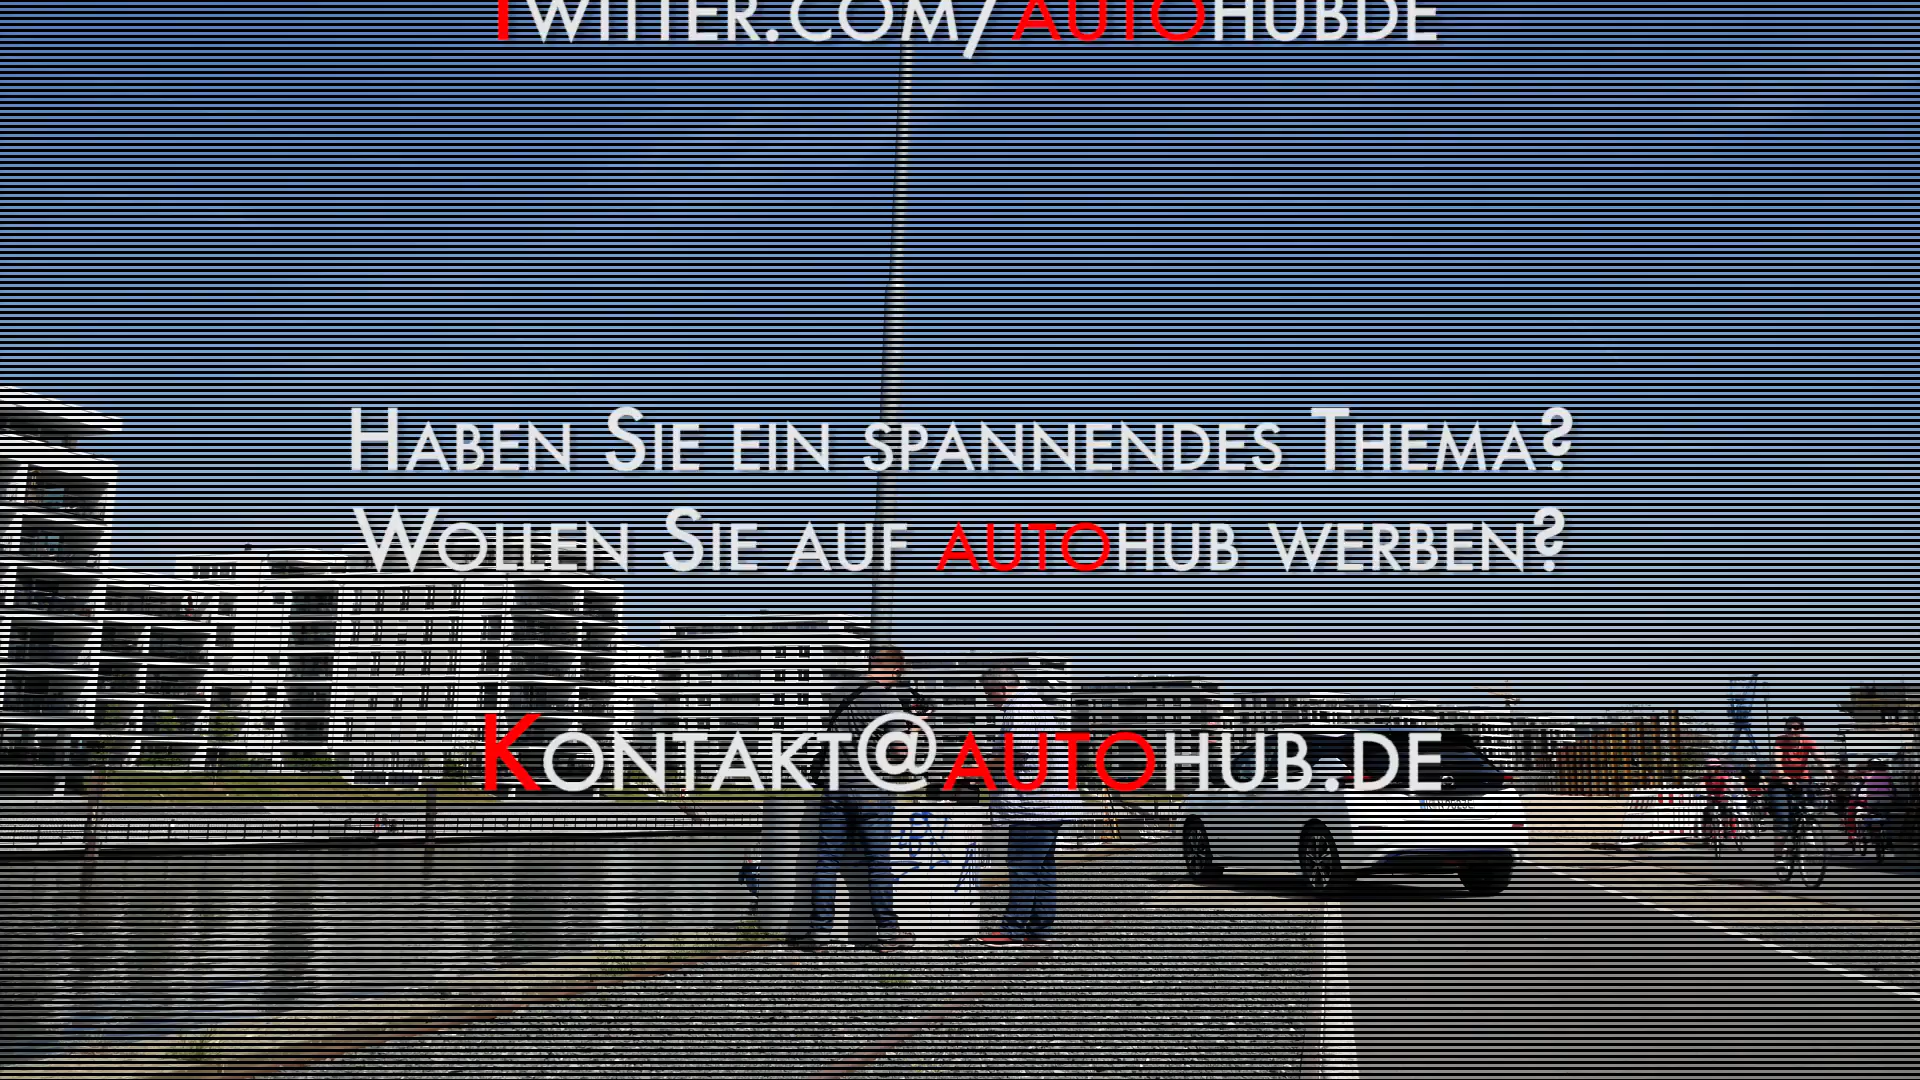 Twitter.com/autohubde
Haben Sie ein spannendes Thema?
Wollen Sie auf autohub werben?
Kontakt@autohub.de